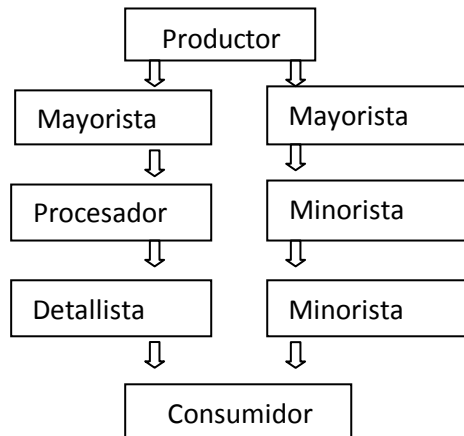 Productor
Mayorista
Mayorista
Procesador
Minorista
Detallista
Minorista
Consumidor